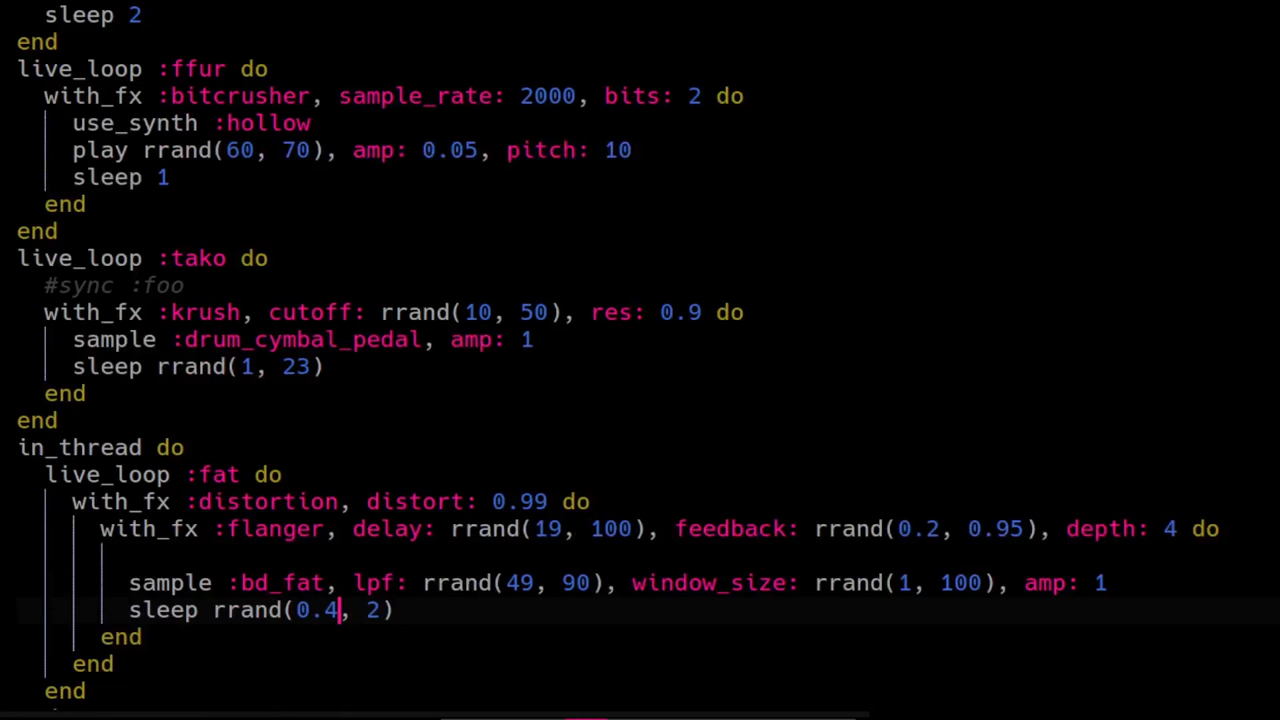 sleep 2
end
live_loop :ffur do
with_fx :bitcrusher, sample_rate: 2000, bits: 2 do
use_synth :hollow
play rrand(60, 70), amp: 0.05, pitch: 10
sleep 1
end
end
live_loop :tako do
#sync :foo
with_fx :krush, cutoff: rrand(10, 50), res: 0.9 do
sample :drum_cymbal_pedal, amp: 1
sleep rrand(1, 23)
end
end
in_thread do
live_loop :fat do
with_fx :distortion, distort: 0.99 do
with_fx :flanger, delay: rrand(19, 100), feedback: rrand(0.2, 0.95), depth: 4 do
sample :bd_fat, lpf: rrand(49, 90), window_size: rrand(1, 100), amp: 1
sleep rrand(0.4, 2)
end
end
end